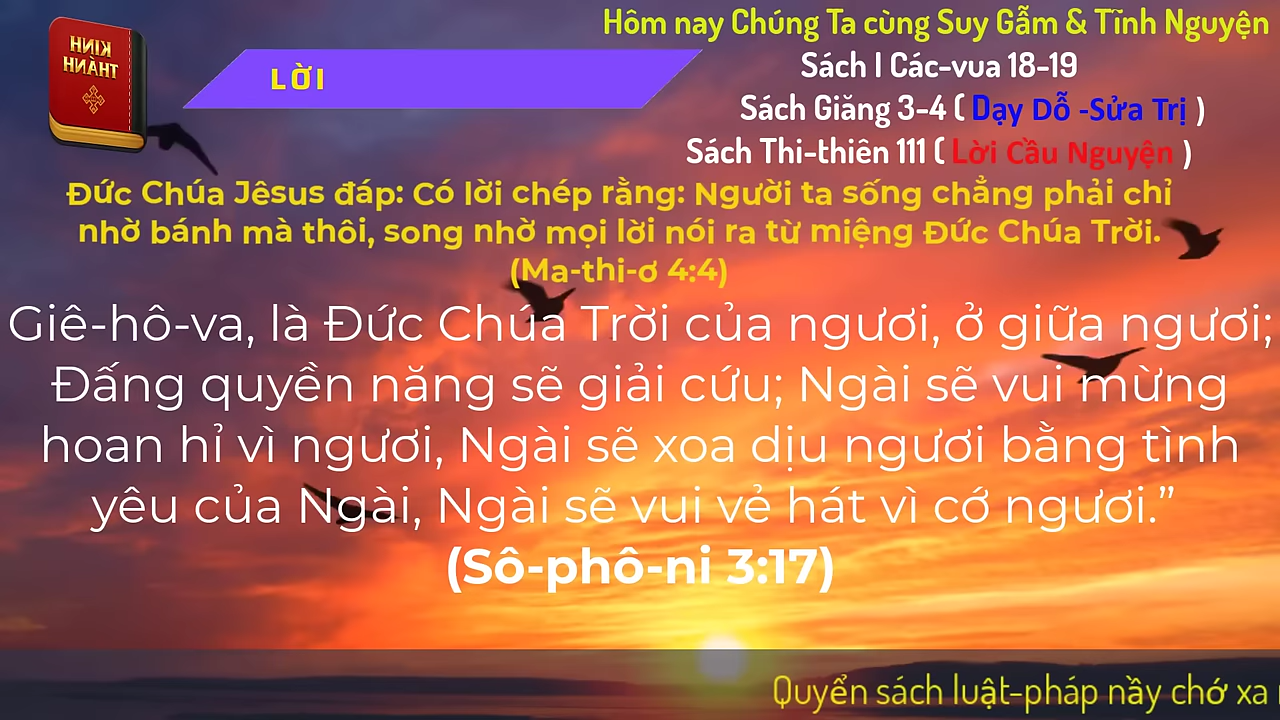 KINH
THÁNH
LỜI
Hôm nay Chúng Ta cùng Suy Gẫm & Tĩnh Nguyện
Sách I Các-vua 18-19
Sách Giăng 3-4 ( Dạy Dỗ -Sửa Trị )
Sách Thi-thiên 111 ( Lời Cầu Nguyện )
Đức Chúa Jêsus đáp: Có lời chép rằng: Người ta sống chẳng phải chỉ
nhờ bánh mà thôi, song nhờ mọi lời nói ra từ miệng Đức Chúa Trời.
(Ma-thi-ơ 4:4)
Giê-hô-va, là Đức Chúa Trời của ngươi, ở giữa ngươi;
Đấng quyền năng sẽ giải cứu; Ngài sẽ vui mừng
hoan hỉ vì ngươi, Ngài sẽ xoa dịu ngươi bằng tình
yêu của Ngài, Ngài sẽ vui vẻ hát vì cớ ngươi.”
(Sô-phô-ni 3:17)
Quyển sách luật-pháp nầy chớ xa